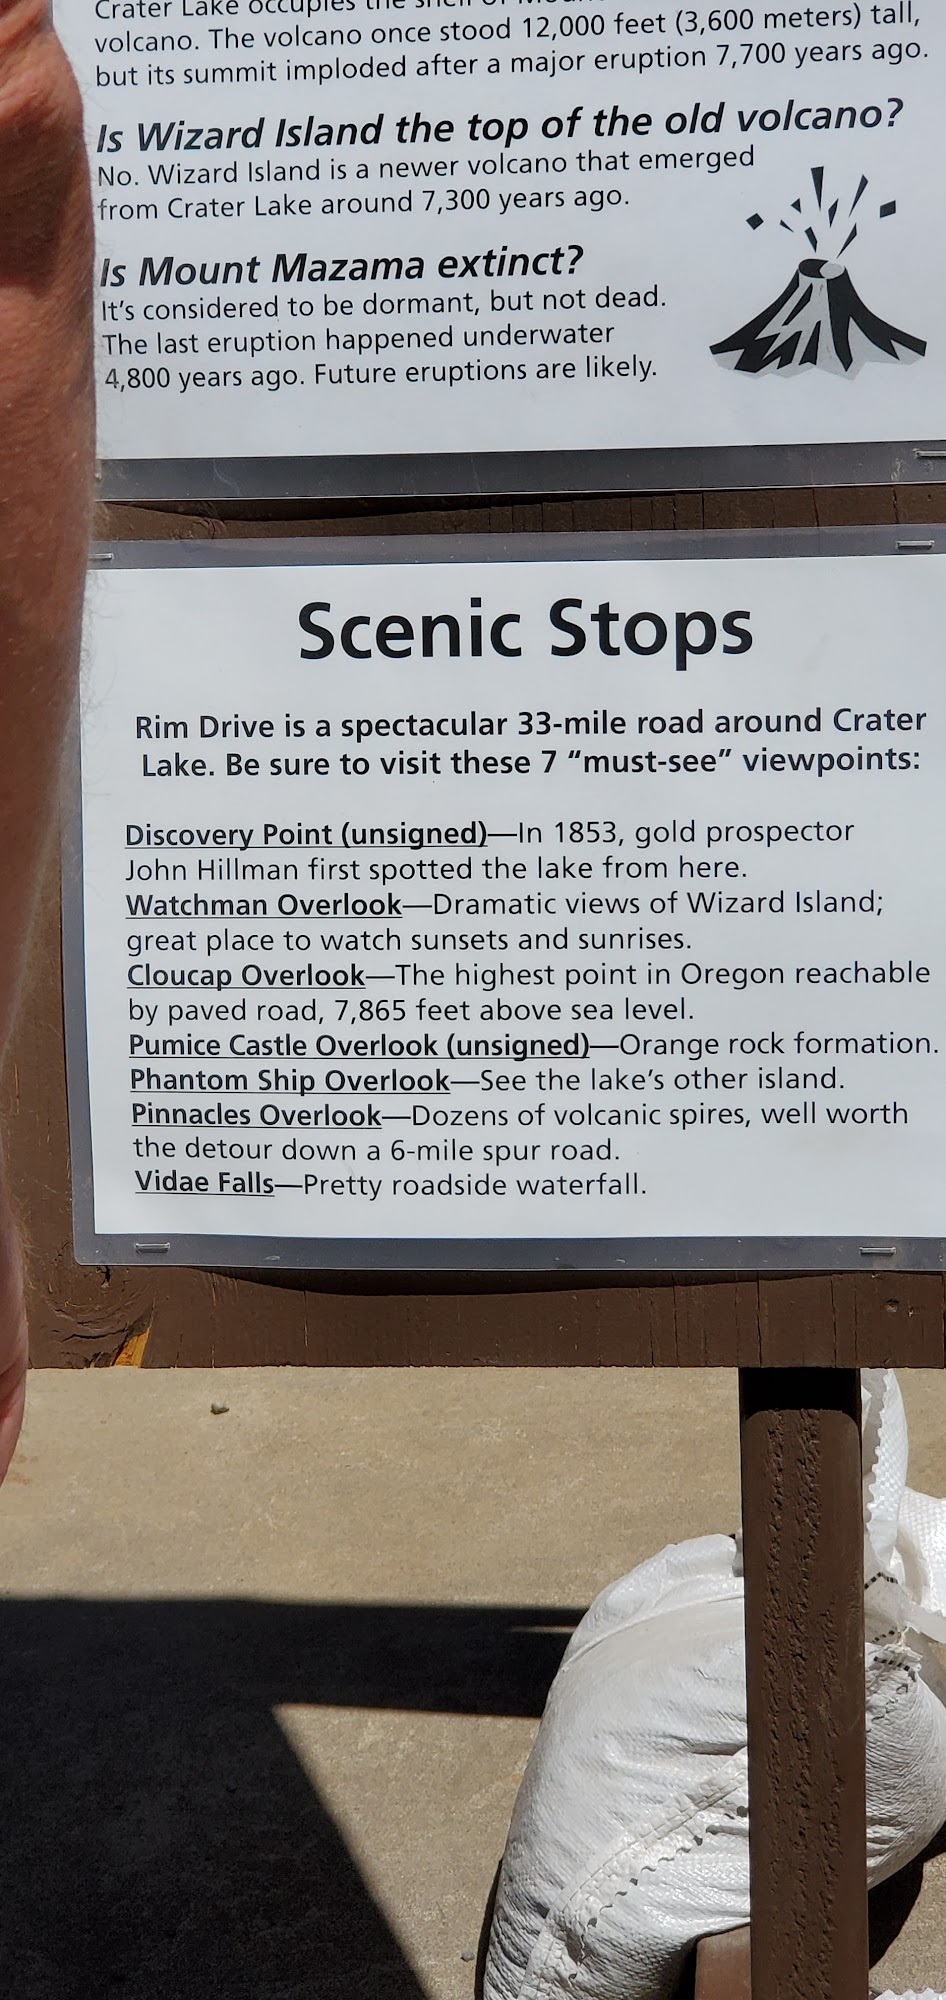 Crater Lake occupies the shell of
volcano. The volcano once stood 12,000 feet (3,600 meters) tall,
but its summit imploded after a major eruption 7,700 years ago.
Is Wizard Island the top of the old volcano?
No. Wizard Island is a newer volcano that emerged
from Crater Lake around 7,300 years ago.
Is Mount Mazama extinct?
It's considered to be dormant, but not dead.
The last eruption happened underwater
4,800 years ago. Future eruptions are likely.
Scenic Stops
Rim Drive is a spectacular 33-mile road around Crater
Lake. Be sure to visit these 7 “must-see” viewpoints:
Discovery Point (unsigned)—In 1853, gold prospector
John Hillman first spotted the lake from here.
Watchman Overlook—Dramatic views of Wizard Island;
great place to watch sunsets and sunrises.
Cloucap Overlook—The highest point in Oregon reachable
by paved road, 7,865 feet above sea level.
Pumice Castle Overlook (unsigned)—Orange rock formation.
Phantom Ship Overlook—See the lake's other island.
Pinnacles Overlook—Dozens of volcanic spires, well worth
the detour down a 6-mile spur road.
Vidae Falls—Pretty roadside waterfall.